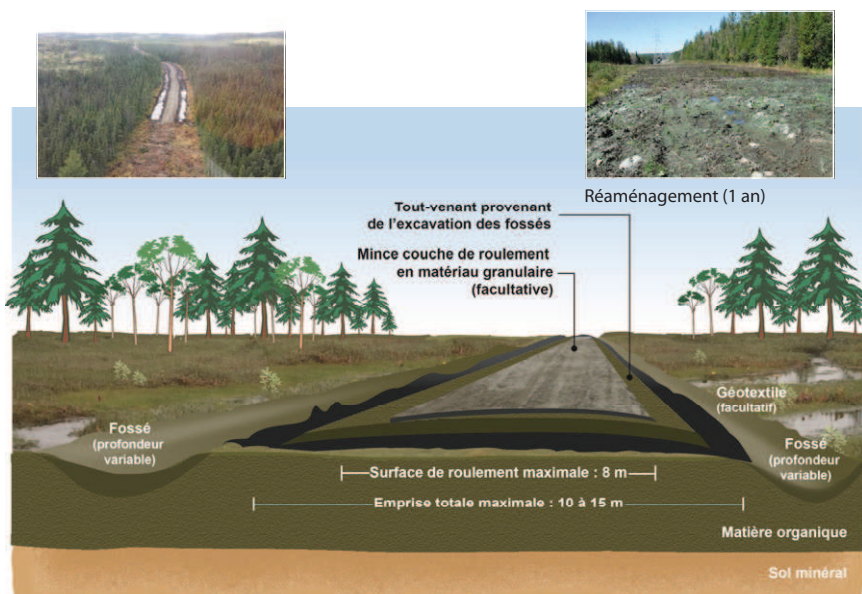 Réaménagement (1 an)
Tout-venant provenant
de l'excavation des fossés
Mince couche de roulement
en matériau granulaire
(facultative)
Géotextile
(facultatif)
Fossé
(profondeur
variable)
Fossé
(profondeur
variable)
Surface de roulement maximale : 8 m
Emprise totale maximale : 10 à 15 m
Matière organique
Sol minéral